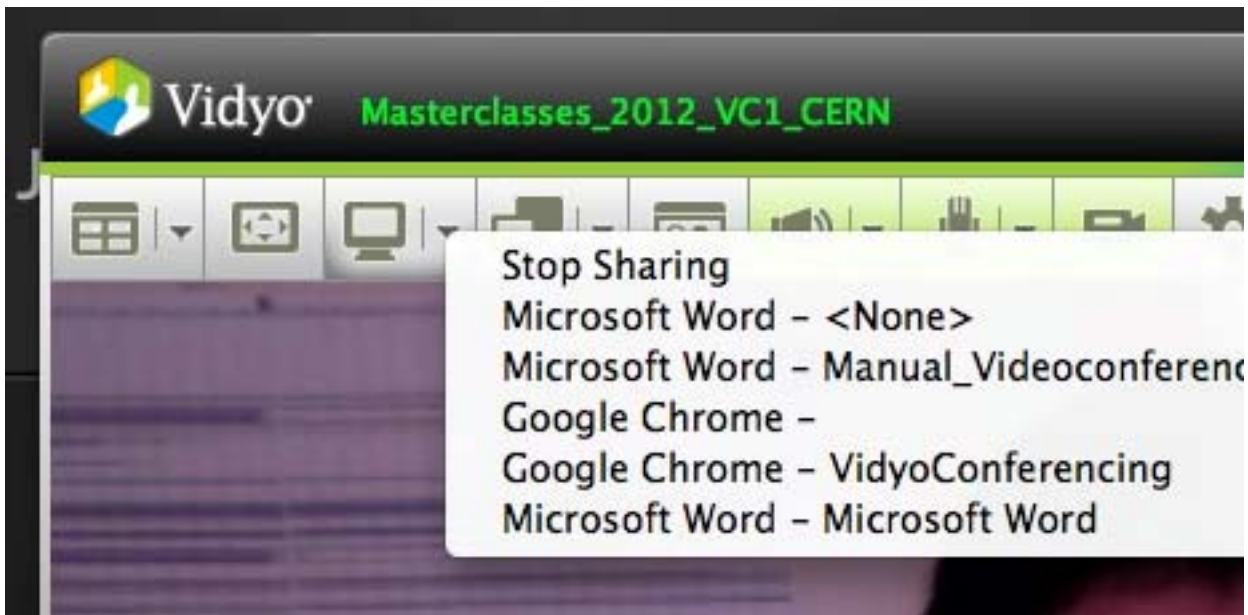 Vidyo Masterclasses_2012_VC1_CERN
J
Stop Sharing
Microsoft Word – <None>
Microsoft Word – Manual_Videoconferenc
Google Chrome –
Google Chrome – VidyoConferencing
Microsoft Word – Microsoft Word